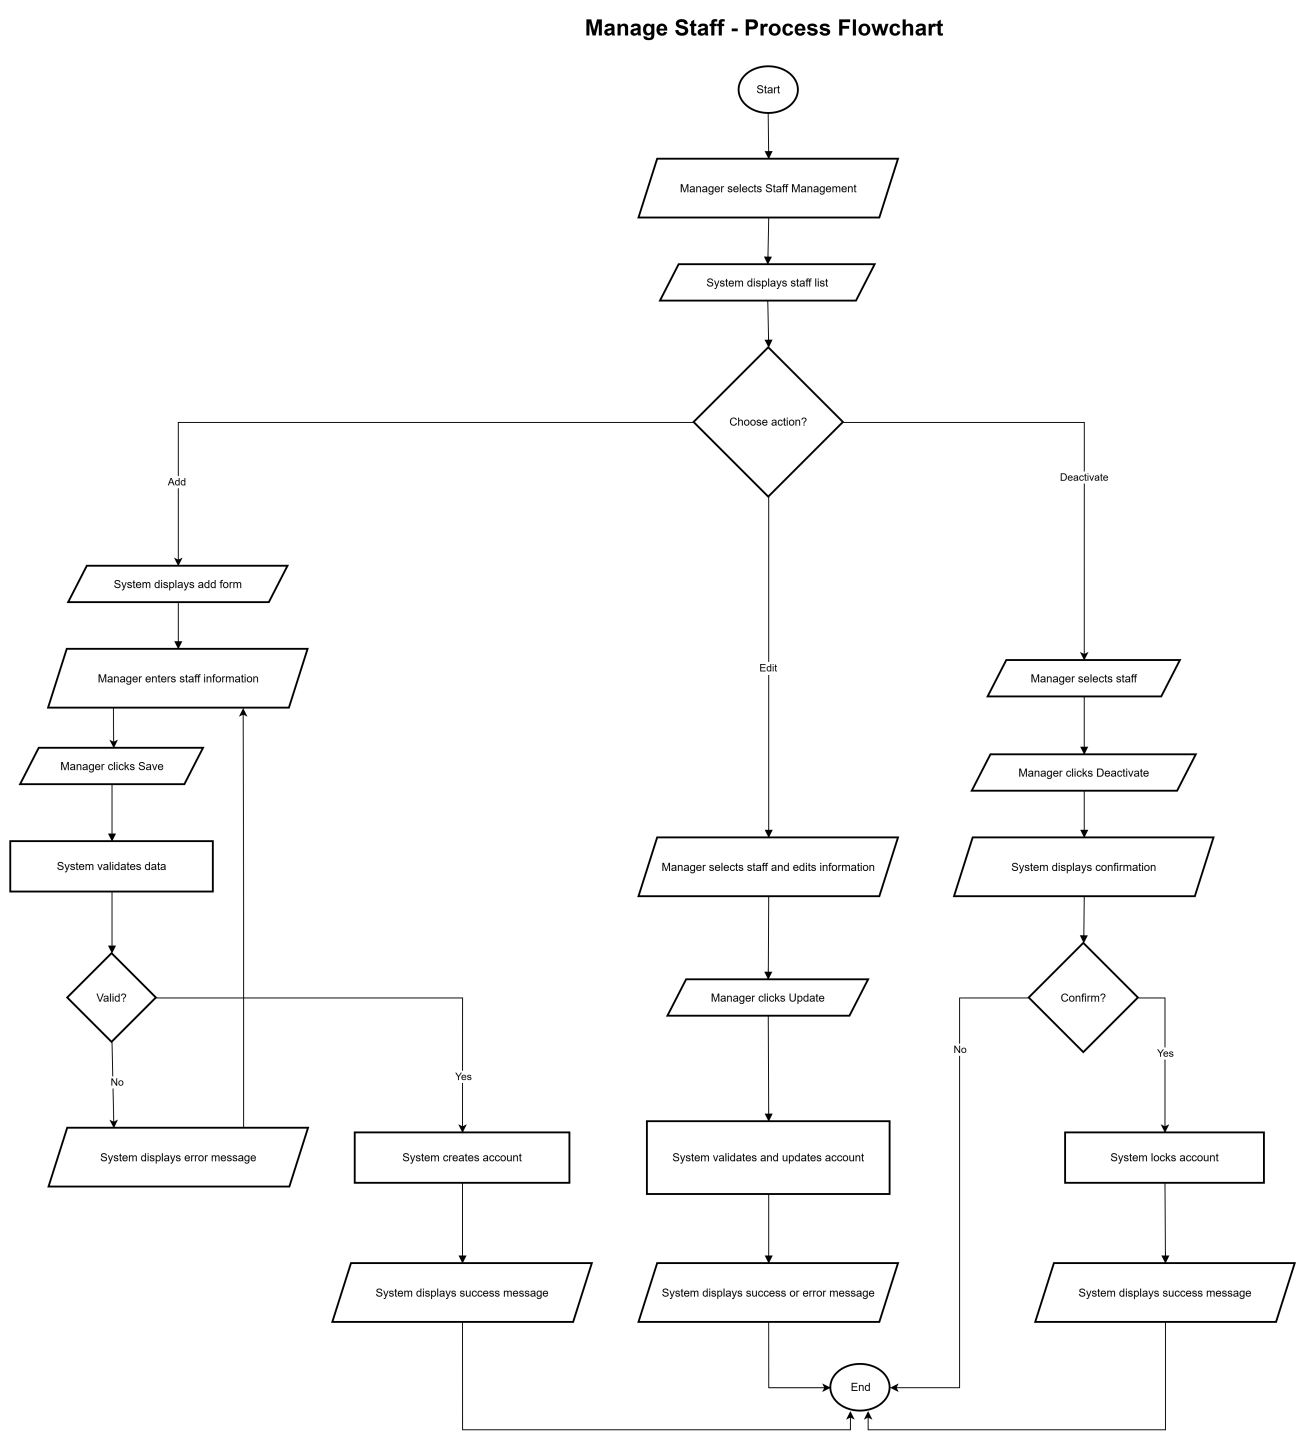 Manage Staff - Process Flowchart
Start
Manager selects Staff Management
System displays staff list
Choose action?
Add
Deactivate
System displays add form
Edit
Manager enters staff information
Manager selects staff
Manager clicks Save
Manager clicks Deactivate
System validates data
Manager selects staff and edits information
System displays confirmation
Valid?
Manager clicks Update
Confirm?
No
Yes
No
Yes
System displays error message
System creates account
System validates and updates account
System locks account
System displays success message
System displays success or error message
System displays success message
End